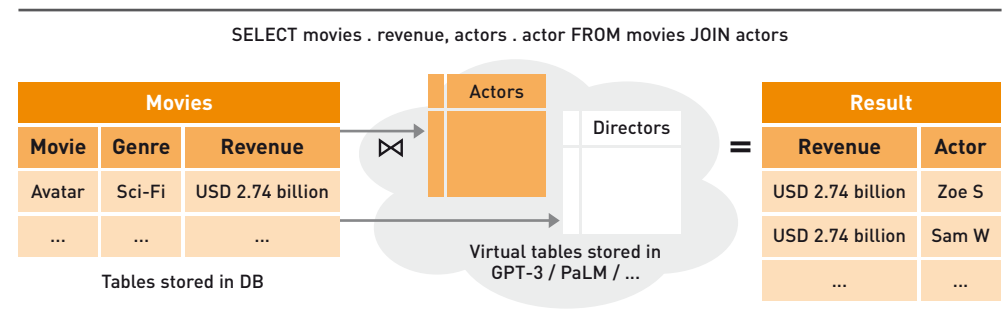 SELECT movies . revenue, actors . actor FROM movies JOIN actors
Movies
Movie Genre Revenue
Avatar Sci-Fi USD 2.74 billion
... ... ...
Tables stored in DB
⋈
Actors
Directors
Virtual tables stored in
GPT-3 / PaLM / ...
=
Result
Revenue Actor
USD 2.74 billion Zoe S
USD 2.74 billion Sam W
... ...